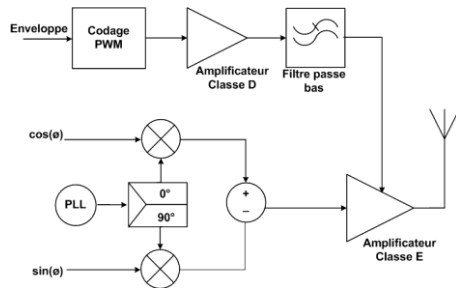 Enveloppe
Codage
PWM
Amplificateur
Classe D
Filtre passe
bas
cos(ø)
PLL
0°
90°
+
−
sin(ø)
Amplificateur
Classe E